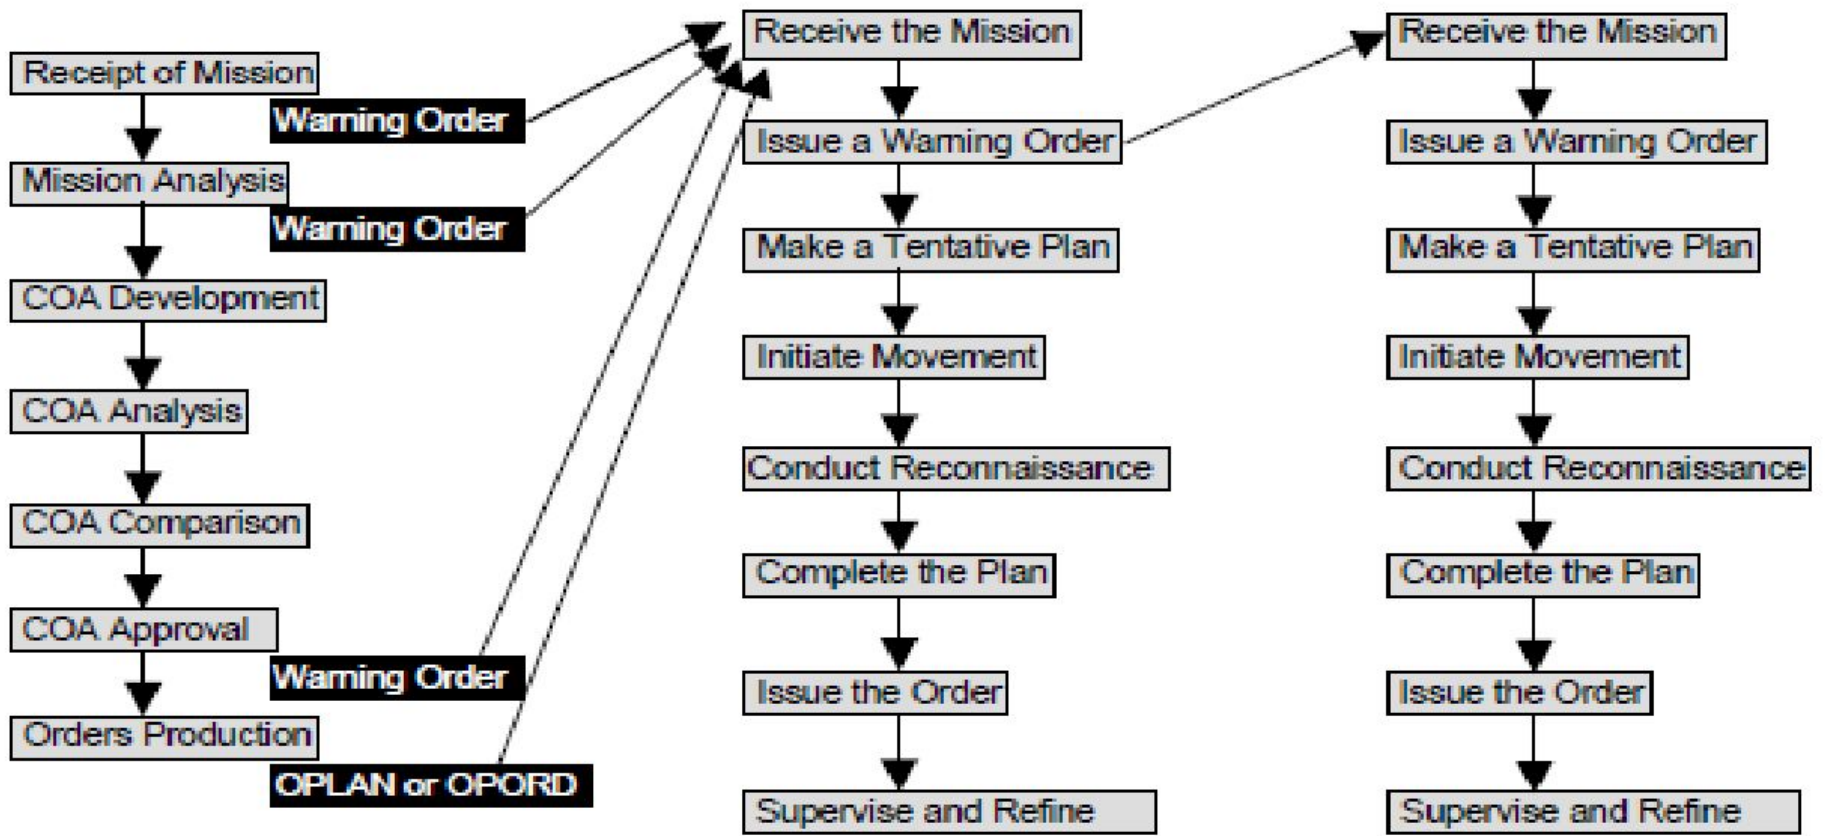 Receipt of Mission
Warning Order
Mission Analysis
Warning Order
COA Development
COA Analysis
COA Comparison
COA Approval
Warning Order
Orders Production
OPLAN or OPORD
Receive the Mission
Issue a Warning Order
Make a Tentative Plan
Initiate Movement
Conduct Reconnaissance
Complete the Plan
Issue the Order
Supervise and Refine
Receive the Mission
Issue a Warning Order
Make a Tentative Plan
Initiate Movement
Conduct Reconnaissance
Complete the Plan
Issue the Order
Supervise and Refine